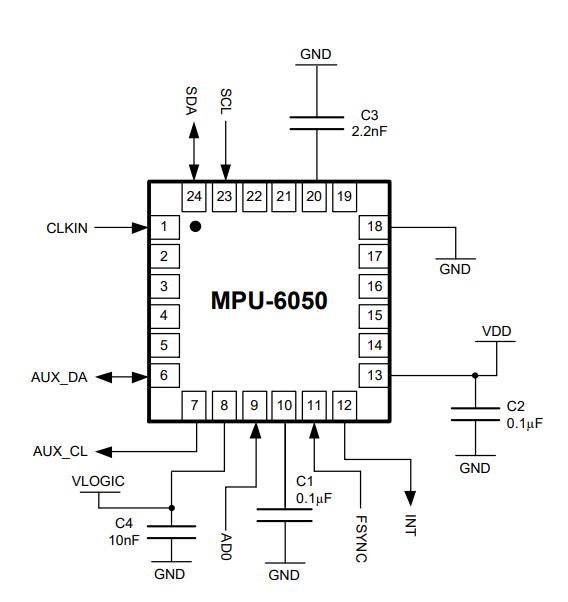 GND
SDA
SCL
C3
2.2nF
24
23
22
21
20
19
CLKIN
1
18
2
17
GND
3
16
MPU-6050
4
15
VDD
5
14
AUX_DA
6
13
7
8
9
10
11
12
C2
0.1µF
AUX_CL
GND
VLOGIC
C1
0.1µF
C4
10nF
AD0
FSYNC
INT
GND
GND